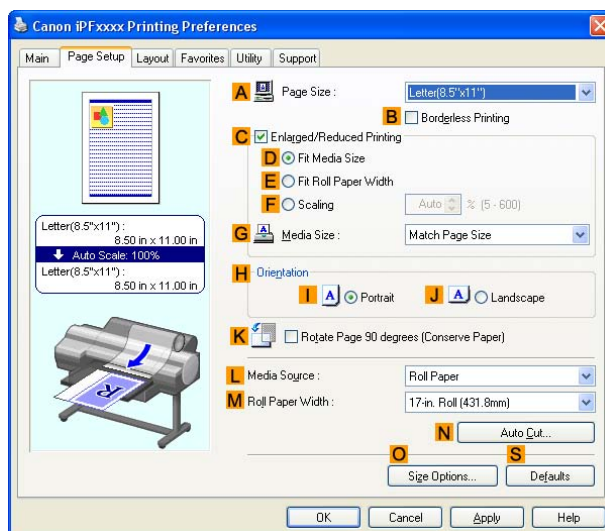 Canon iPFxxxx Printing Preferences
Main Page Setup Layout Favorites Utility Support
A Page Size : Letter(8.5"x11")
B Borderless Printing
C Enlarged/Reduced Printing
D Fit Media Size
E Fit Roll Paper Width
F Scaling Auto % (5 - 600)
Letter(8.5"x11") :
8.50 in x 11.00 in
Auto Scale: 100%
Letter(8.5"x11") :
8.50 in x 11.00 in
G A Media Size : Match Page Size
H Orientation
I A Portrait J A Landscape
K Rotate Page 90 degrees (Conserve Paper)
R
L Media Source : Roll Paper
M Roll Paper Width : 17-in. Roll (431.8mm)
N Auto Cut...
O S
Size Options... Defaults
OK Cancel Apply Help